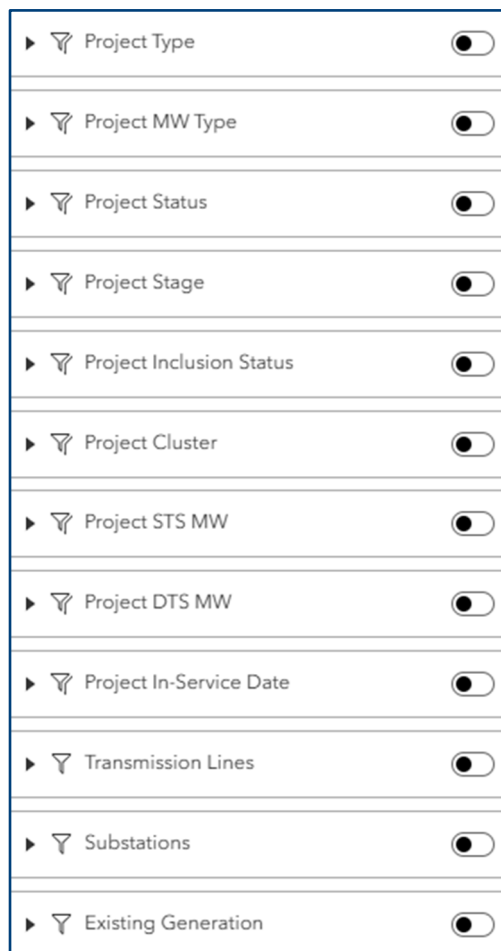 Project Type
Project MW Type
Project Status
Project Stage
Project Inclusion Status
Project Cluster
Project STS MW
Project DTS MW
Project In-Service Date
Transmission Lines
Substations
Existing Generation